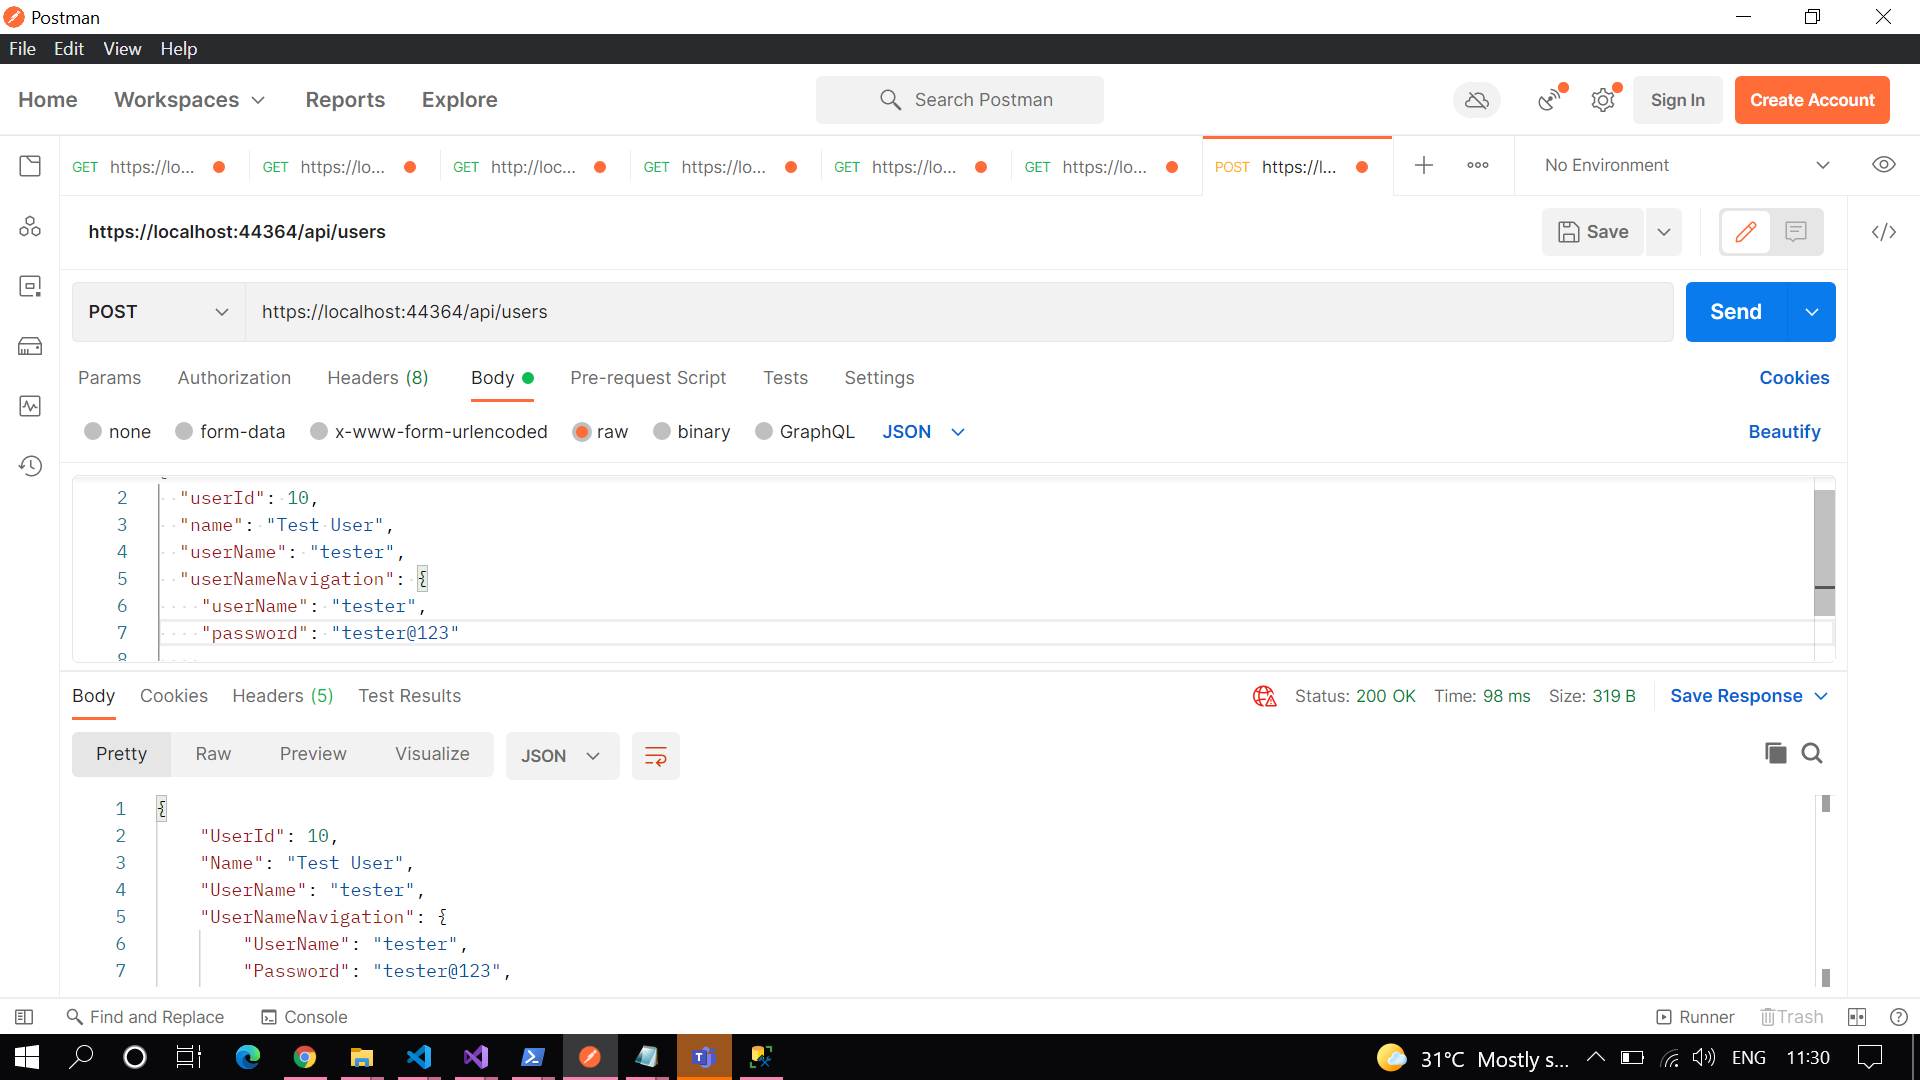 Postman
File Edit View Help
Home Workspaces Reports Explore Search Postman Sign In Create Account
GET https://lo... GET https://lo... GET http://loc... GET https://lo... GET https://lo... GET https://lo... POST https://l... No Environment
https://localhost:44364/api/users Save
POST https://localhost:44364/api/users Send
Params Authorization Headers (8) Body Pre-request Script Tests Settings Cookies
none form-data x-www-form-urlencoded raw binary GraphQL JSON Beautify
2 "userId": 10,
3 "name": "Test User",
4 "userName": "tester",
5 "userNameNavigation": {
6 "userName": "tester",
7 "password": "tester@123"
8
Body Cookies Headers (5) Test Results Status: 200 OK Time: 98 ms Size: 319 B Save Response
Pretty Raw Preview Visualize JSON
1 {
2 "UserId": 10,
3 "Name": "Test User",
4 "UserName": "tester",
5 "UserNameNavigation": {
6 "UserName": "tester",
7 "Password": "tester@123",
Find and Replace Console Runner Trash
31°C Mostly s... ENG 11:30